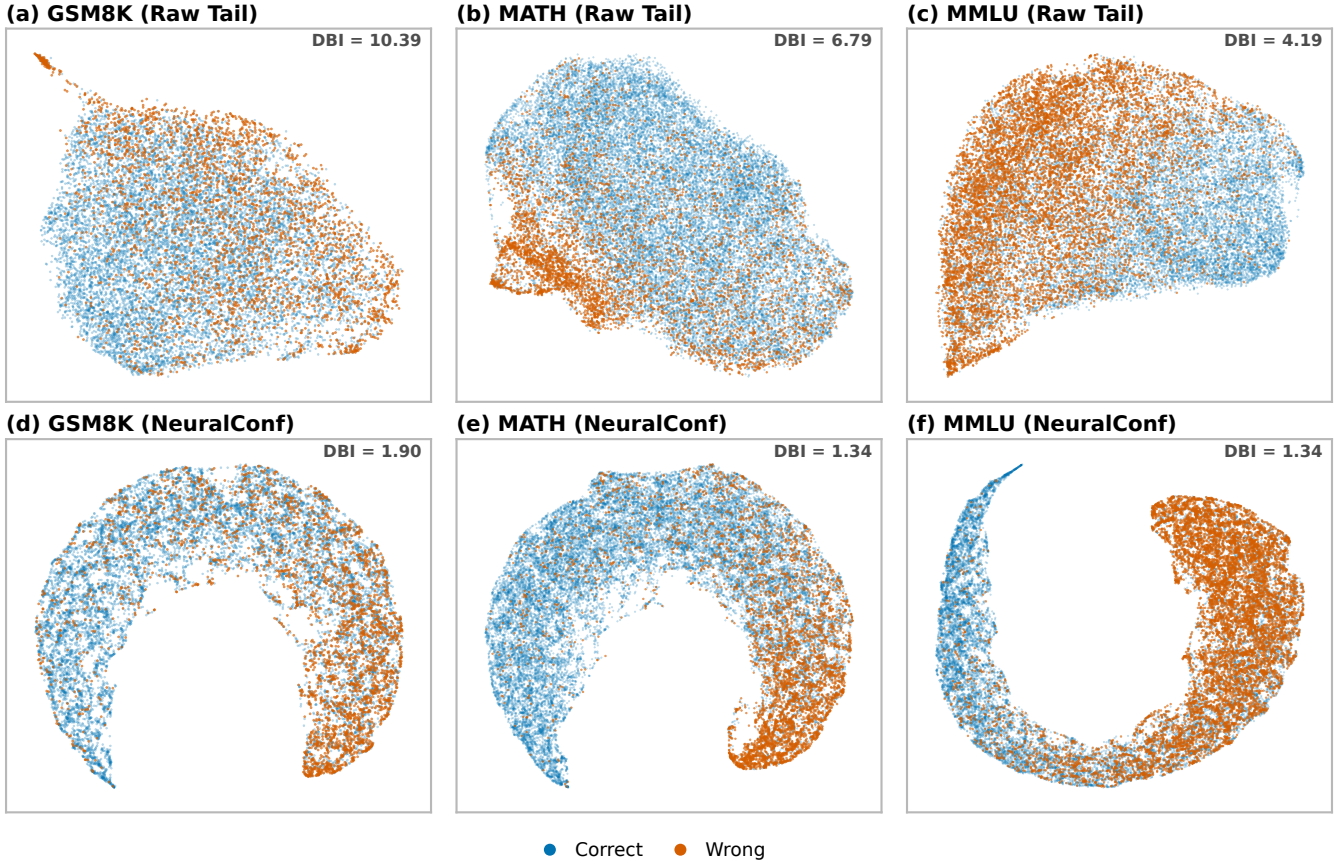 (a) GSM8K (Raw Tail)
DBI = 10.39
(b) MATH (Raw Tail)
DBI = 6.79
(c) MMLU (Raw Tail)
DBI = 4.19
(d) GSM8K (NeuralConf)
DBI = 1.90
(e) MATH (NeuralConf)
DBI = 1.34
(f) MMLU (NeuralConf)
DBI = 1.34
Correct
Wrong